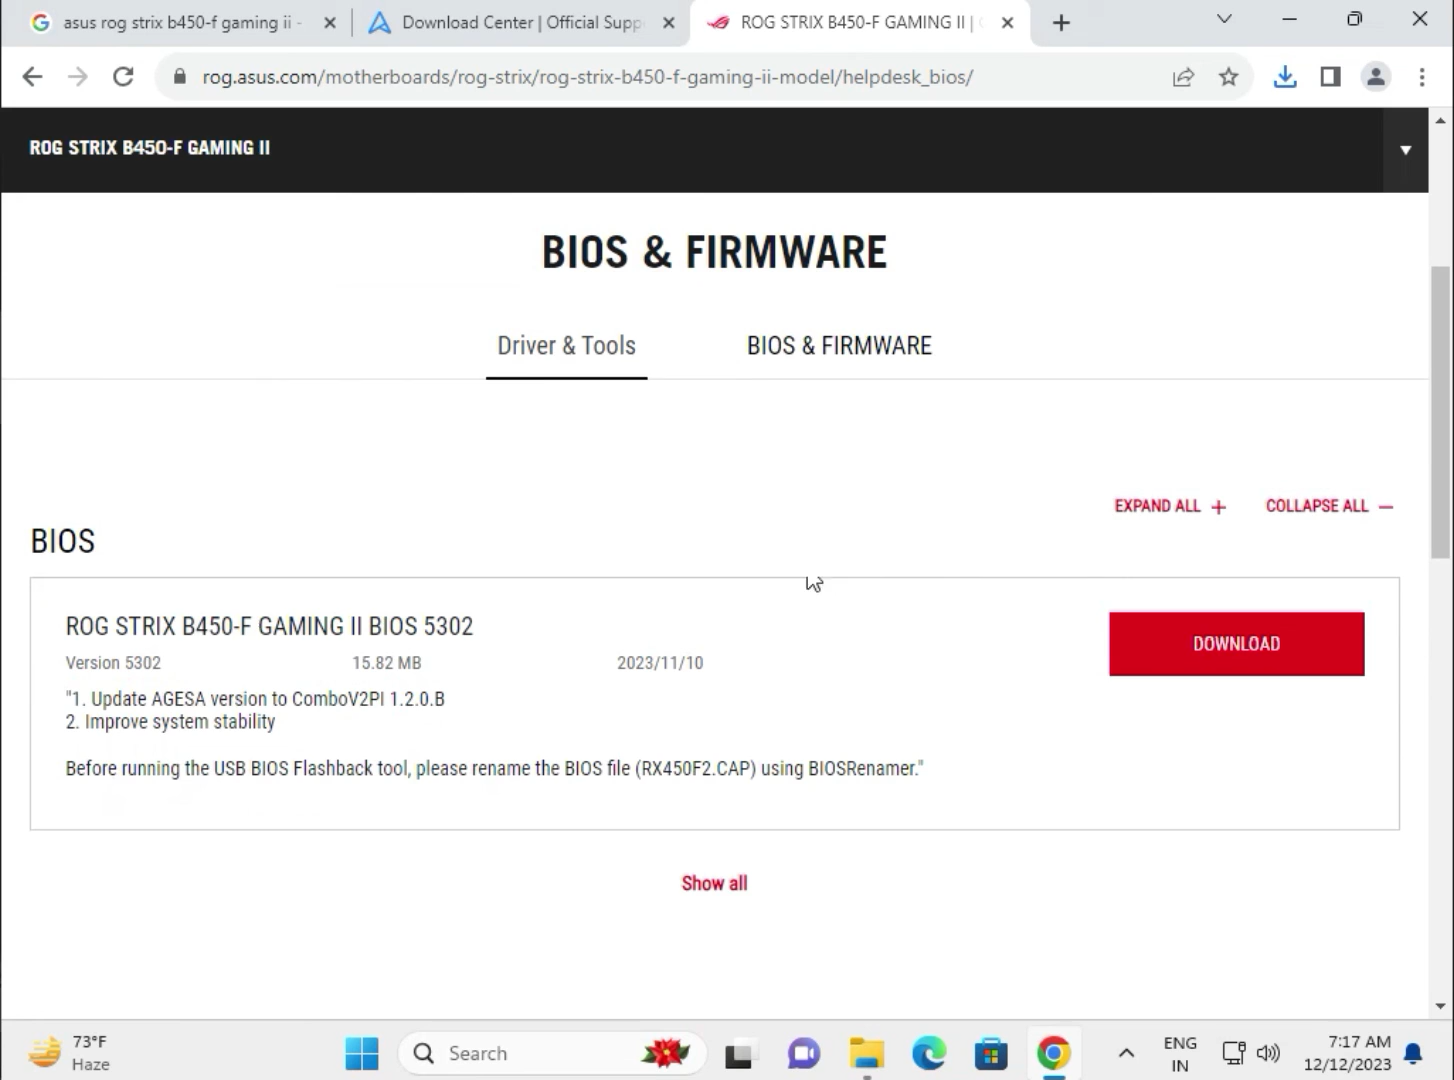 asus rog strix b450-f gaming ii -
Download Center | Official Supp
ROG STRIX B450-F GAMING II |
rog.asus.com/motherboards/rog-strix/rog-strix-b450-f-gaming-ii-model/helpdesk_bios/
ROG STRIX B450-F GAMING II
BIOS & FIRMWARE
Driver & Tools
BIOS & FIRMWARE
EXPAND ALL +
COLLAPSE ALL —
BIOS
ROG STRIX B450-F GAMING II BIOS 5302
DOWNLOAD
Version 5302
15.82 MB
2023/11/10
"1. Update AGESA version to ComboV2PI 1.2.0.B
2. Improve system stability
Before running the USB BIOS Flashback tool, please rename the BIOS file (RX450F2.CAP) using BIOSRenamer."
Show all
73°F
Haze
Search
ENG
IN
7:17 AM
12/12/2023